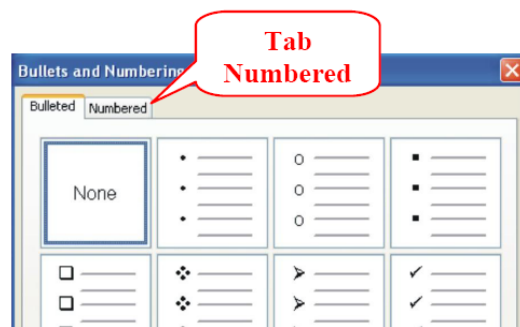 Tab
Numbered
Bullets and Numbering
Bulleted
Numbered
None